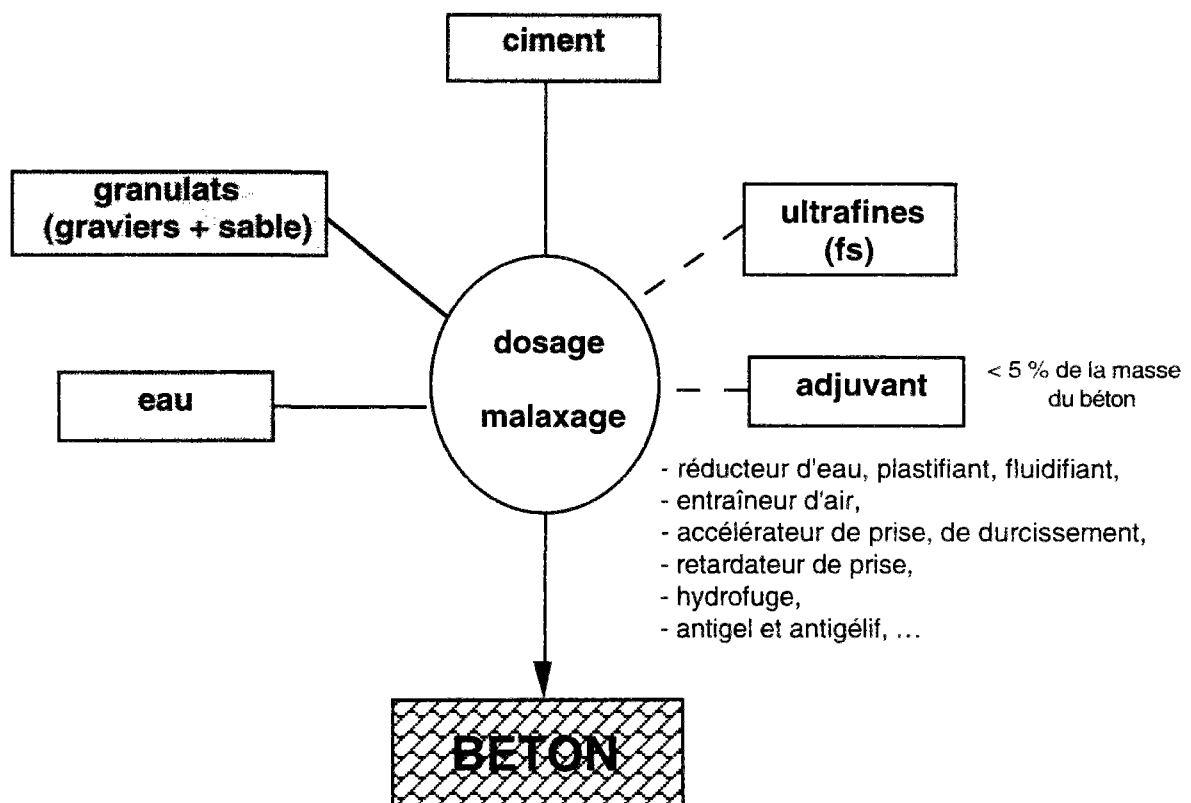 ciment
granulats
(graviers + sable)
ultrafines
(fs)
dosage
malaxage
eau
adjuvant
< 5 % de la masse
du béton
- réducteur d'eau, plastifiant, fluidifiant,
- entraîneur d'air,
- accélérateur de prise, de durcissement,
- retardateur de prise,
- hydrofuge,
- antigel et antigélif, ...
BETON